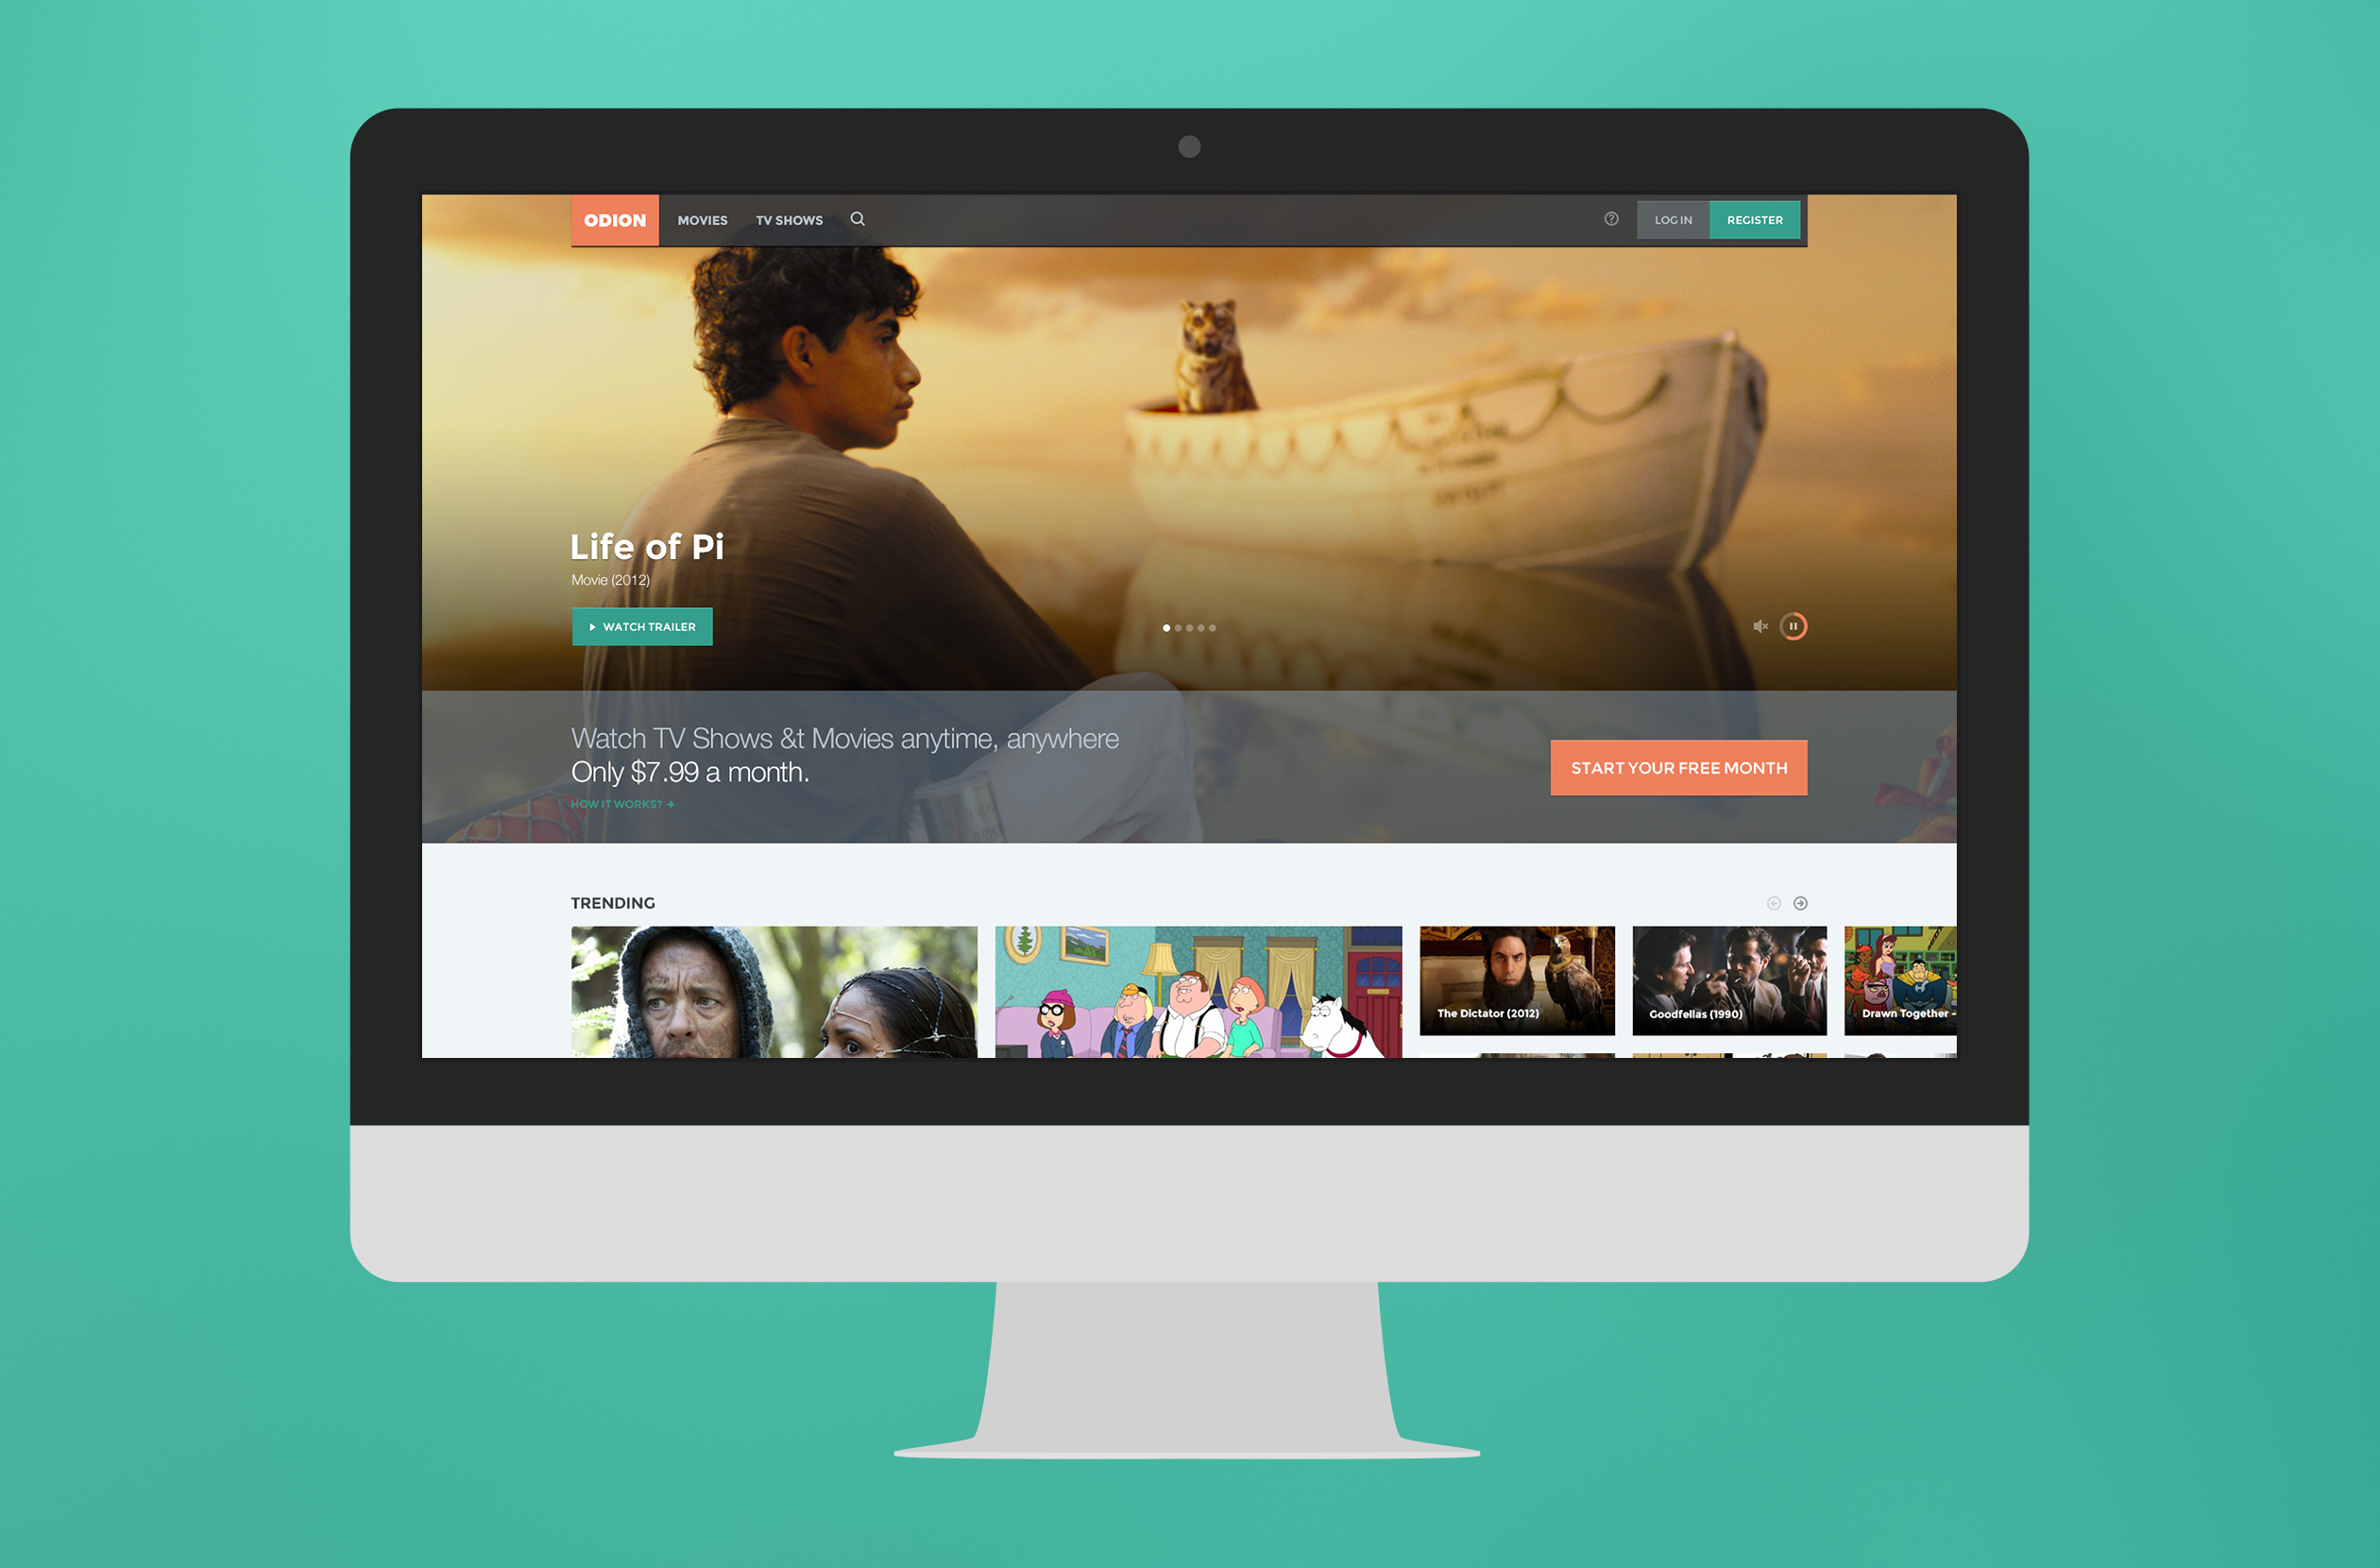 ODION
MOVIES
TV SHOWS
LOG IN
REGISTER
Life of Pi
Movie (2012)
WATCH TRAILER
Watch TV Shows &t Movies anytime, anywhere
Only $7.99 a month.
HOW IT WORKS?
START YOUR FREE MONTH
TRENDING
The Dictator (2012)
Goodfellas (1990)
Drawn Together -